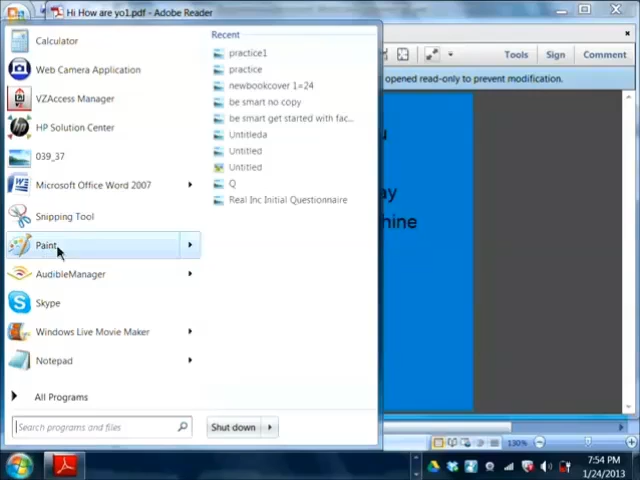 Hi How are yo1.pdf - Adobe Reader
Calculator
Web Camera Application
VZAccess Manager
HP Solution Center
039_37
Microsoft Office Word 2007
Snipping Tool
Paint
AudibleManager
Skype
Windows Live Movie Maker
Notepad
All Programs
Search programs and files
Shut down
Recent
practice1
practice
newbookcover 1=24
be smart no copy
be smart get started with fac...
Untitleda
Untitled
Untitled
Q
Real Inc Initial Questionnaire
Tools Sign Comment
opened read-only to prevent modification.
u
ay
hine
130%
7:54 PM
1/24/2013